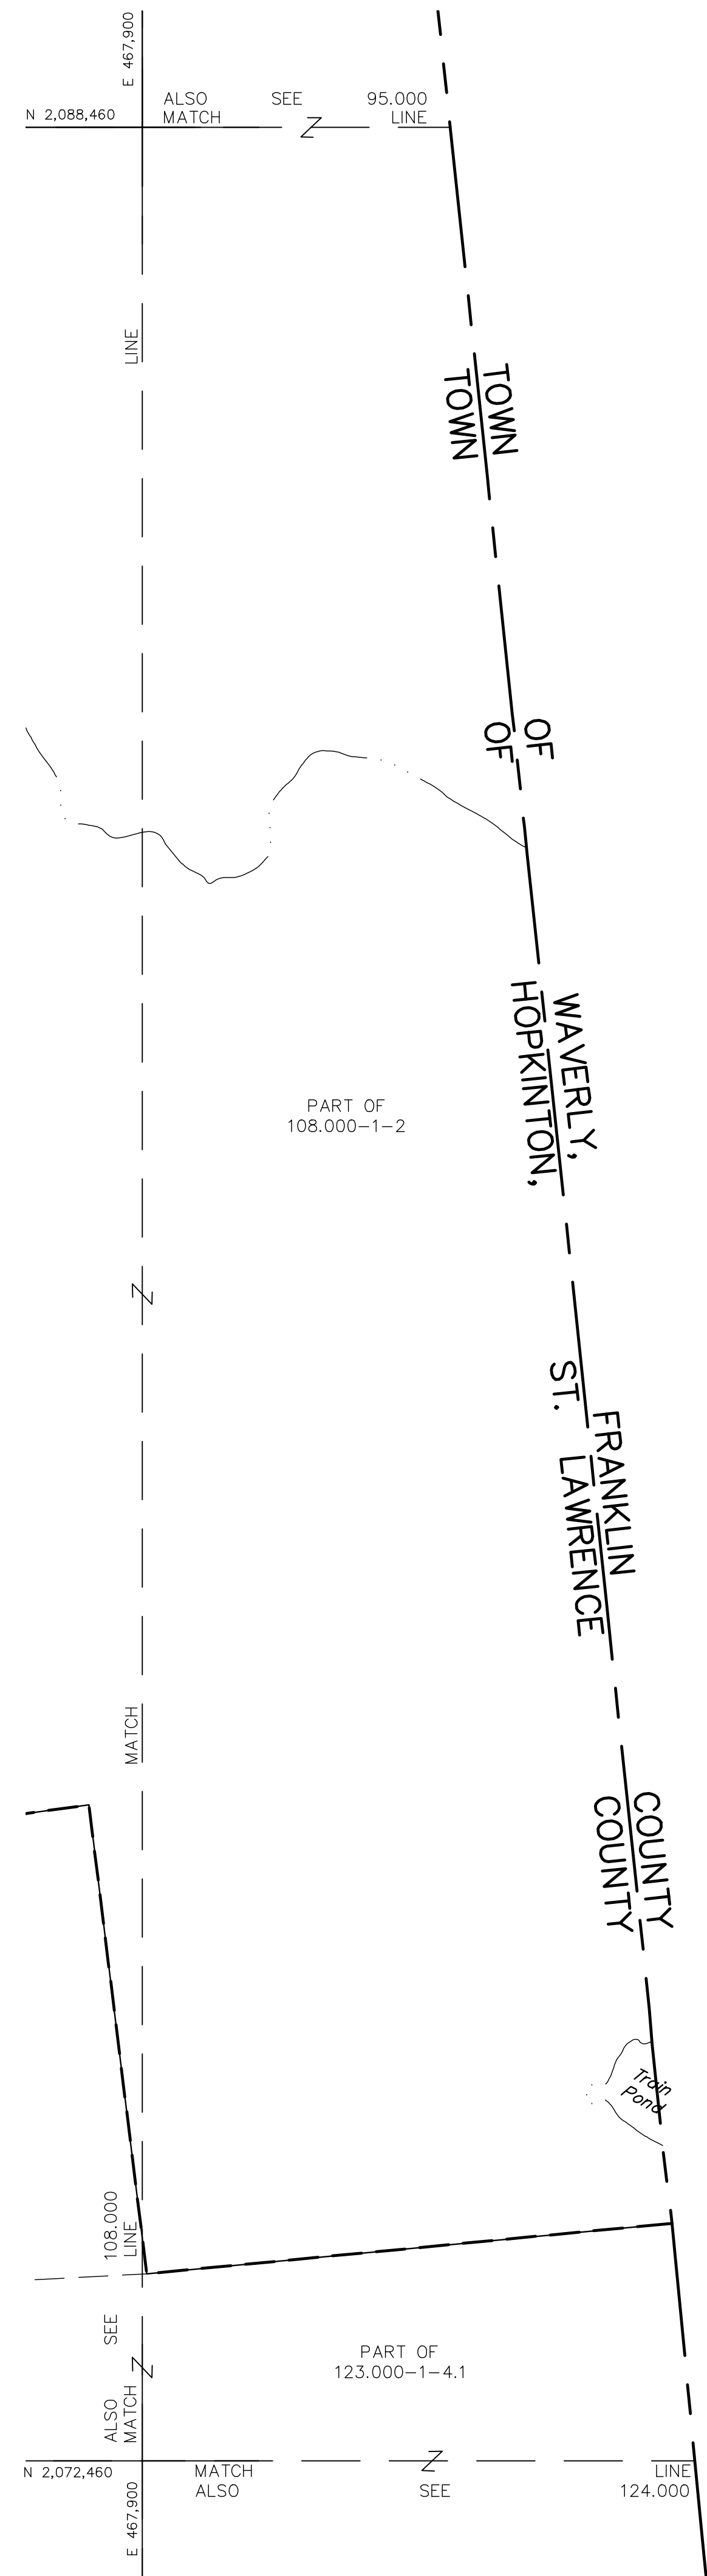 E 467,900
N 2,088,460
ALSO SEE 95.000
MATCH LINE
LINE
TOWN OF WAVERLY, FRANKLIN COUNTY
TOWN OF HOPKINTON, ST. LAWRENCE COUNTY
PART OF
108.000-1-2
MATCH
Train
Pond
ALSO SEE 108.000
MATCH LINE
PART OF
123.000-1-4.1
N 2,072,460
MATCH LINE
ALSO SEE 124.000
E 467,900